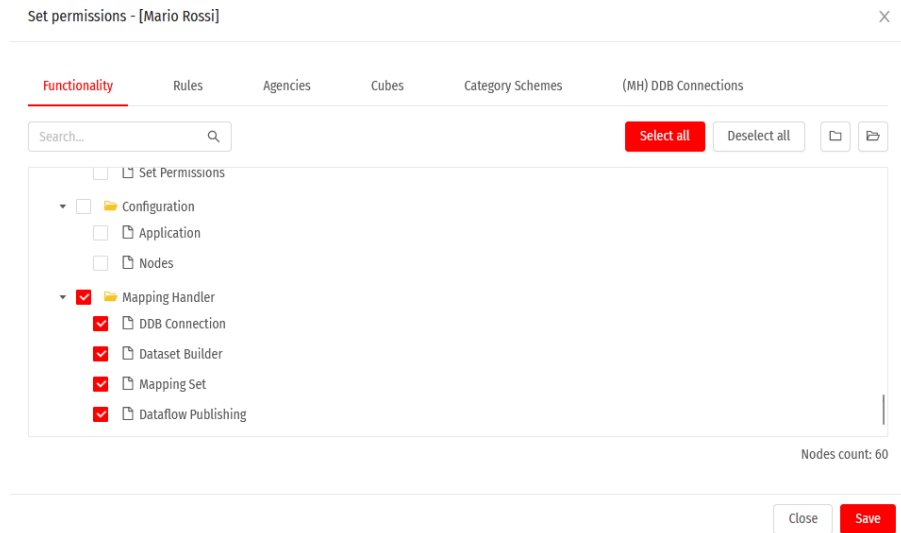 Set permissions - [Mario Rossi]
Functionality Rules Agencies Cubes Category Schemes (MH) DDB Connections
Search... Select all Deselect all
Set Permissions
Configuration
Application
Nodes
Mapping Handler
DDB Connection
Dataset Builder
Mapping Set
Dataflow Publishing
Nodes count: 60
Close Save